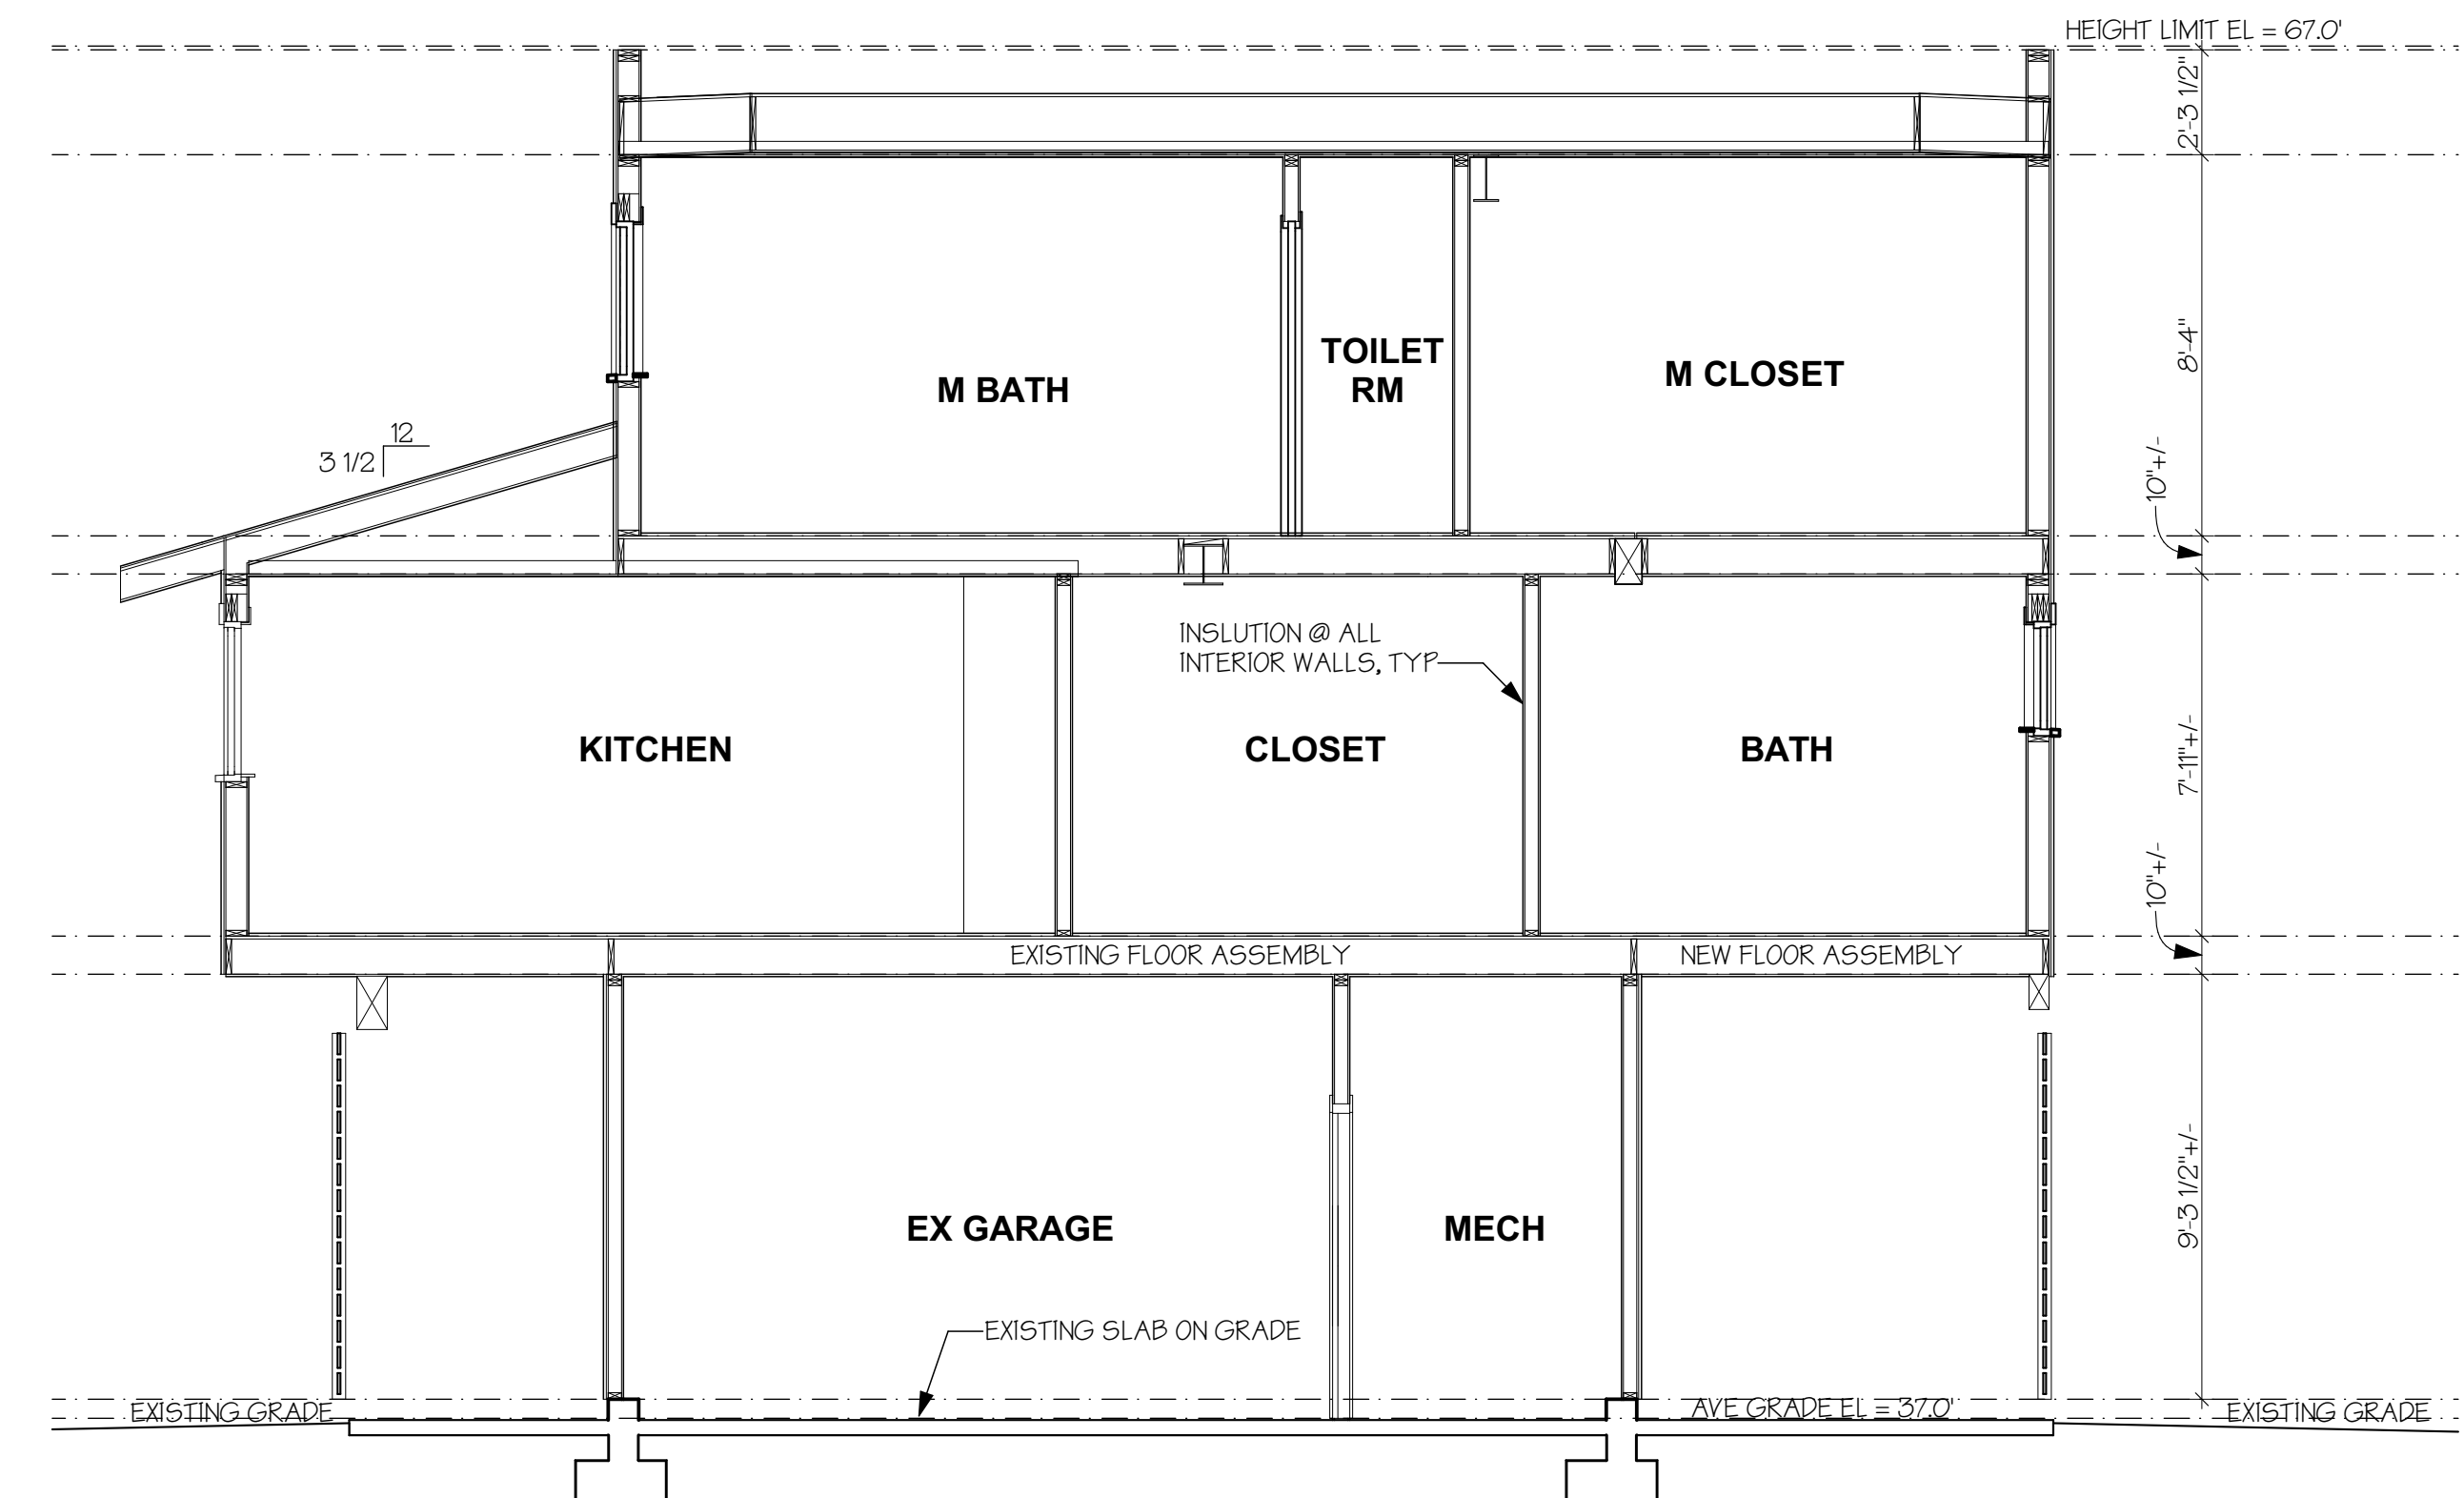 HEIGHT LIMIT EL = 67.0'
2'-3 1/2"
8'-4"
TOILET
RM
M BATH
M CLOSET
12
3 1/2
10"+/-
INSLUTION @ ALL
INTERIOR WALLS, TYP
KITCHEN
CLOSET
BATH
7'-11"+/-
10"+/-
EXISTING FLOOR ASSEMBLY
NEW FLOOR ASSEMBLY
9'-3 1/2"+/-
EX GARAGE
MECH
EXISTING SLAB ON GRADE
EXISTING GRADE
AVE GRADE EL = 37.0'
EXISTING GRADE